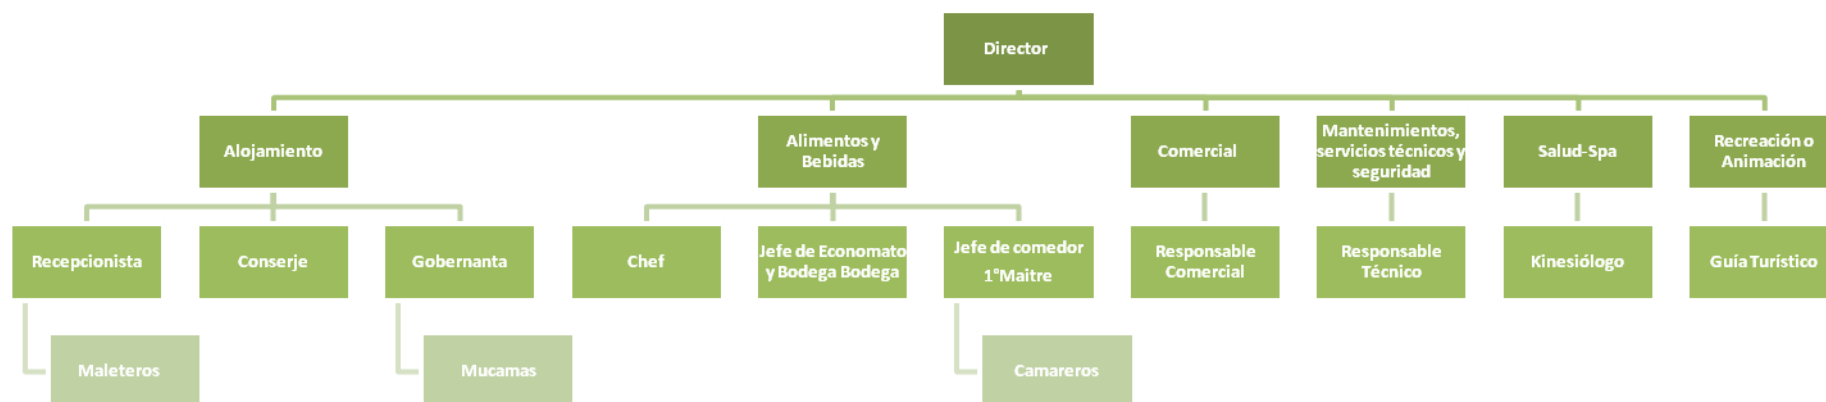 Director
Alojamiento
Alimentos y
Bebidas
Comercial
Mantenimientos,
servicios técnicos y
seguridad
Salud-Spa
Recreación o
Animación
Recepcionista
Conserje
Gobernanta
Chef
Jefe de Economato
y Bodega Bodega
Jefe de comedor
1°Maitre
Responsable
Comercial
Responsable
Técnico
Kinesiólogo
Guía Turístico
Maleteros
Mucamas
Camareros